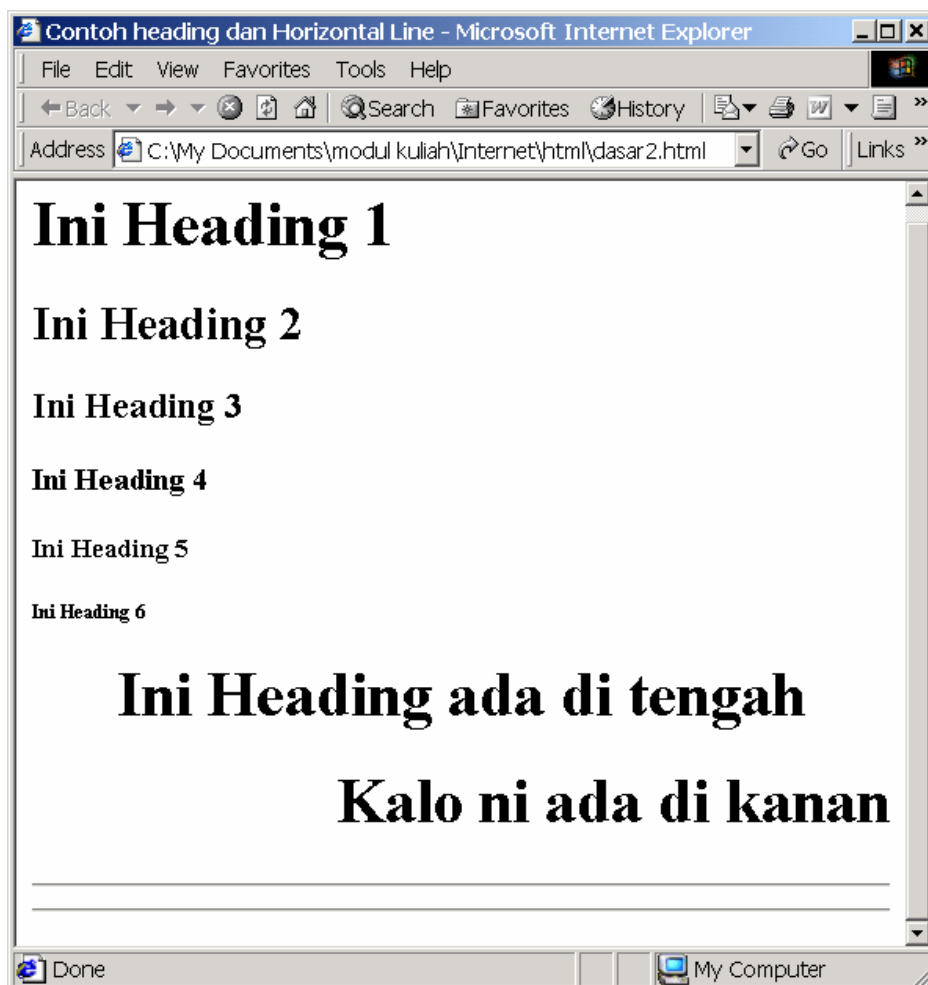 Contoh heading dan Horizontal Line - Microsoft Internet Explorer
File Edit View Favorites Tools Help
Back Search Favorites History
Address C:\My Documents\modul kuliah\Internet\html\dasar2.html Go Links
Ini Heading 1
Ini Heading 2
Ini Heading 3
Ini Heading 4
Ini Heading 5
Ini Heading 6
Ini Heading ada di tengah
Kalo ni ada di kanan
Done My Computer